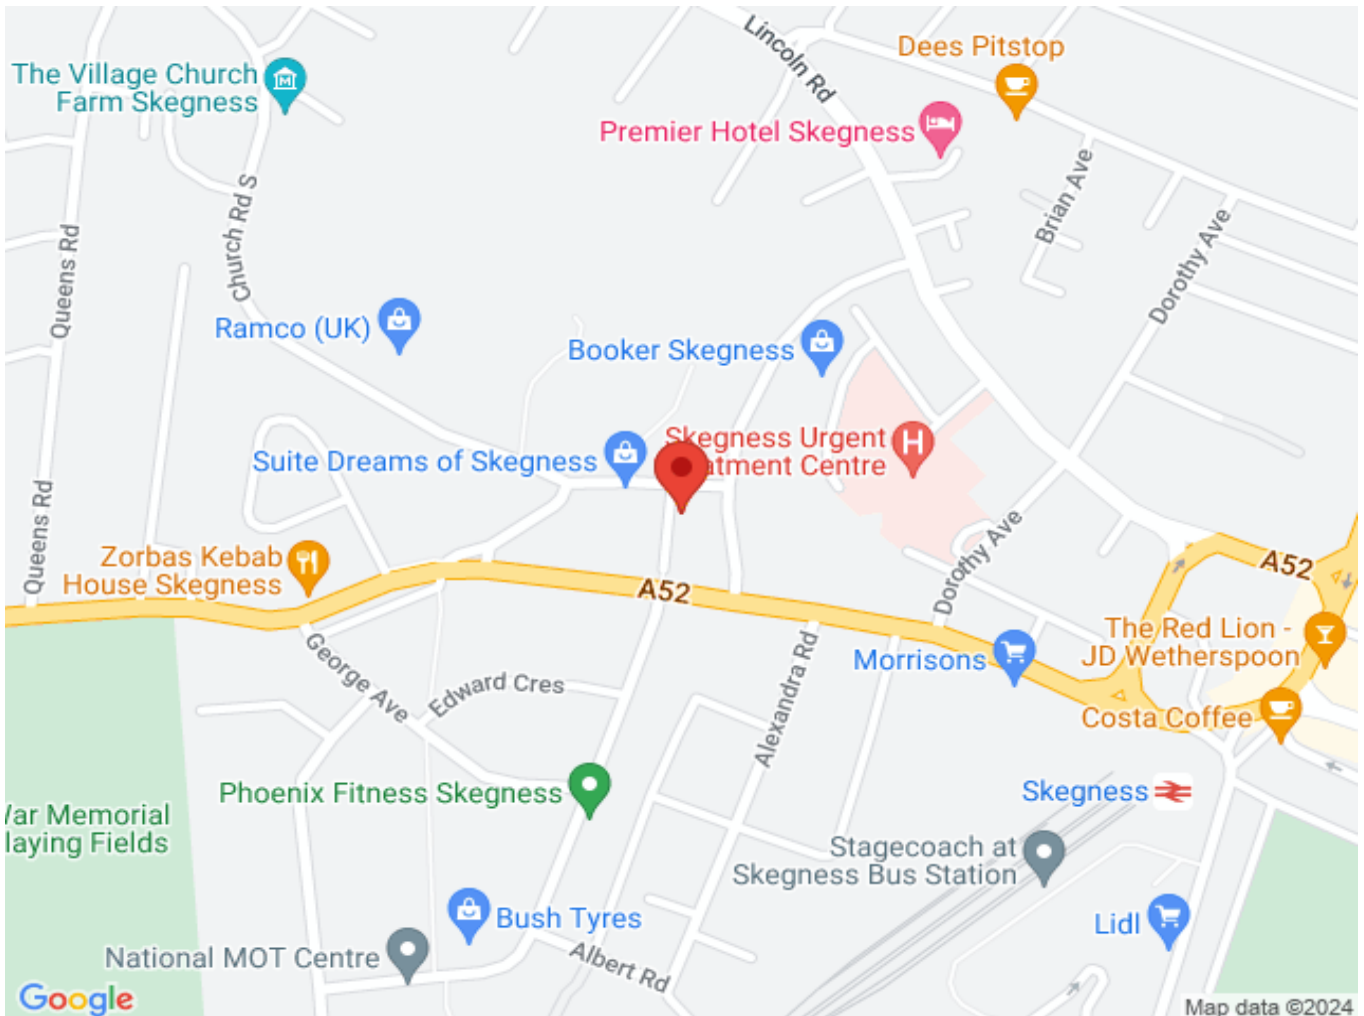 Lincoln Rd
Dees Pitstop
The Village Church
Farm Skegness
Premier Hotel Skegness
Brian Ave
Church Rd S
Dorothy Ave
Queens Rd
Ramco (UK)
Booker Skegness
Skegness Urgent
atment Centre
Suite Dreams of Skegness
Queens Rd
Dorothy Ave
Zorbas Kebab
House Skegness
A52
A52
The Red Lion -
JD Wetherspoon
Morrisons
George Ave
Edward Cres
Alexandra Rd
Costa Coffee
Phoenix Fitness Skegness
Skegness
War Memorial
laying Fields
Stagecoach at
Skegness Bus Station
Bush Tyres
Lidl
National MOT Centre
Albert Rd
Google
Map data ©2024